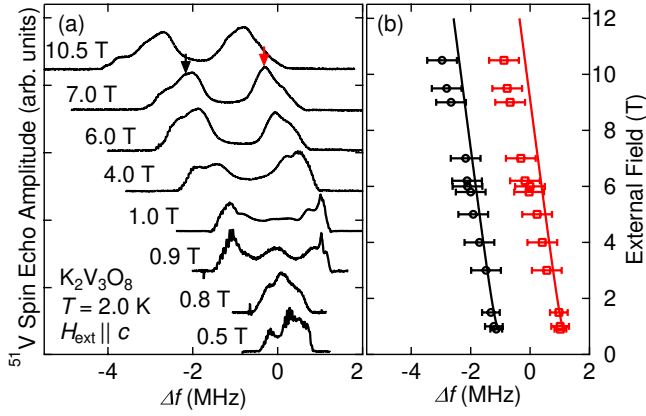 (a)
(b)
10.5 T
7.0 T
6.0 T
4.0 T
1.0 T
0.9 T
0.8 T
0.5 T
K2V3O8
T = 2.0 K
Hext || c
⁵¹V Spin Echo Amplitude (arb. units)
-4 -2 0 2
Δf (MHz)
-4 -2 0 2
Δf (MHz)
12
10
8
6
4
2
0
External Field (T)